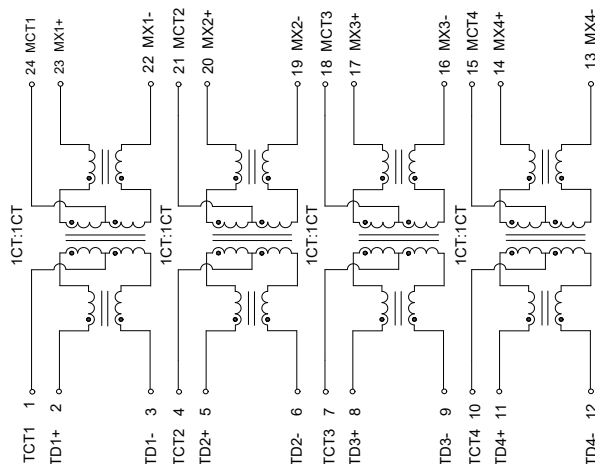 24 MCT1
23 MX1+
22 MX1-
21 MCT2
20 MX2+
19 MX2-
18 MCT3
17 MX3+
16 MX3-
15 MCT4
14 MX4+
13 MX4-
1CT:1CT
1CT:1CT
1CT:1CT
1CT:1CT
TCT1 1
TD1+ 2
TD1- 3
TCT2 4
TD2+ 5
TD2- 6
TCT3 7
TD3+ 8
TD3- 9
TCT4 10
TD4+ 11
TD4- 12